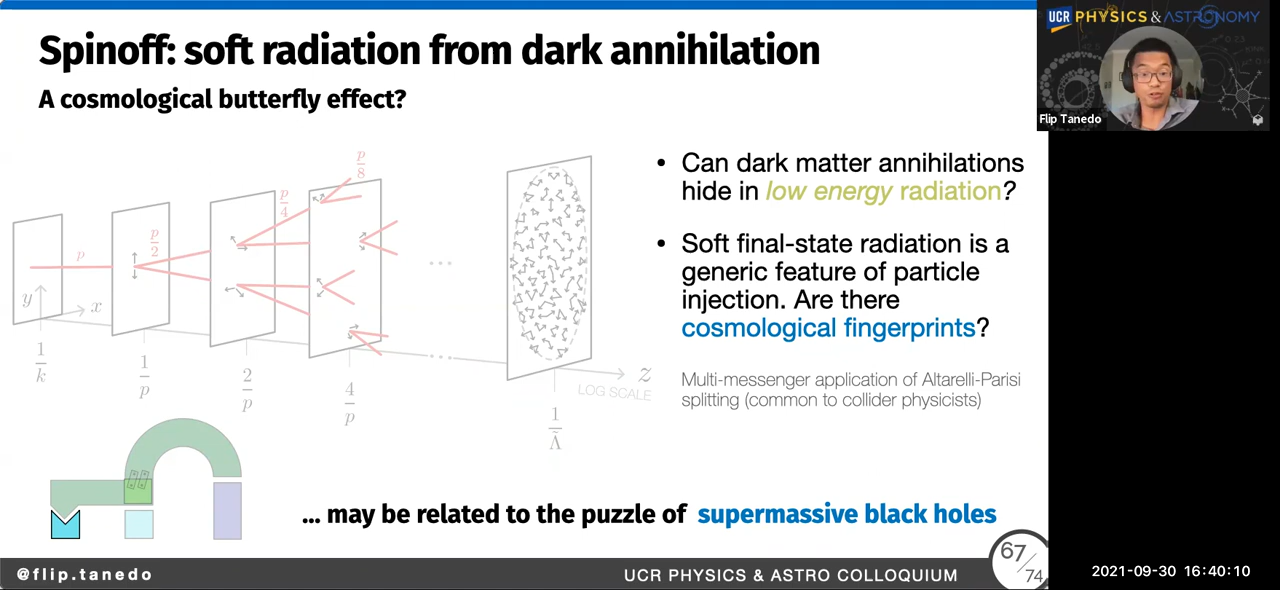 Spinoff: soft radiation from dark annihilation
A cosmological butterfly effect?
UCR PHYSICS & ASTRONOMY
Flip Tanedo
p
p/2
p/4
p/8
...
...
y
x
1/k
1/p
2/p
4/p
1/Λ̃
z
LOG SCALE
• Can dark matter annihilations
hide in low energy radiation?
• Soft final-state radiation is a
generic feature of particle
injection. Are there
cosmological fingerprints?
Multi-messenger application of Altarelli-Parisi
splitting (common to collider physicists)
... may be related to the puzzle of supermassive black holes
@flip.tanedo
UCR PHYSICS & ASTRO COLLOQUIUM
67/74
2021-09-30 16:40:10